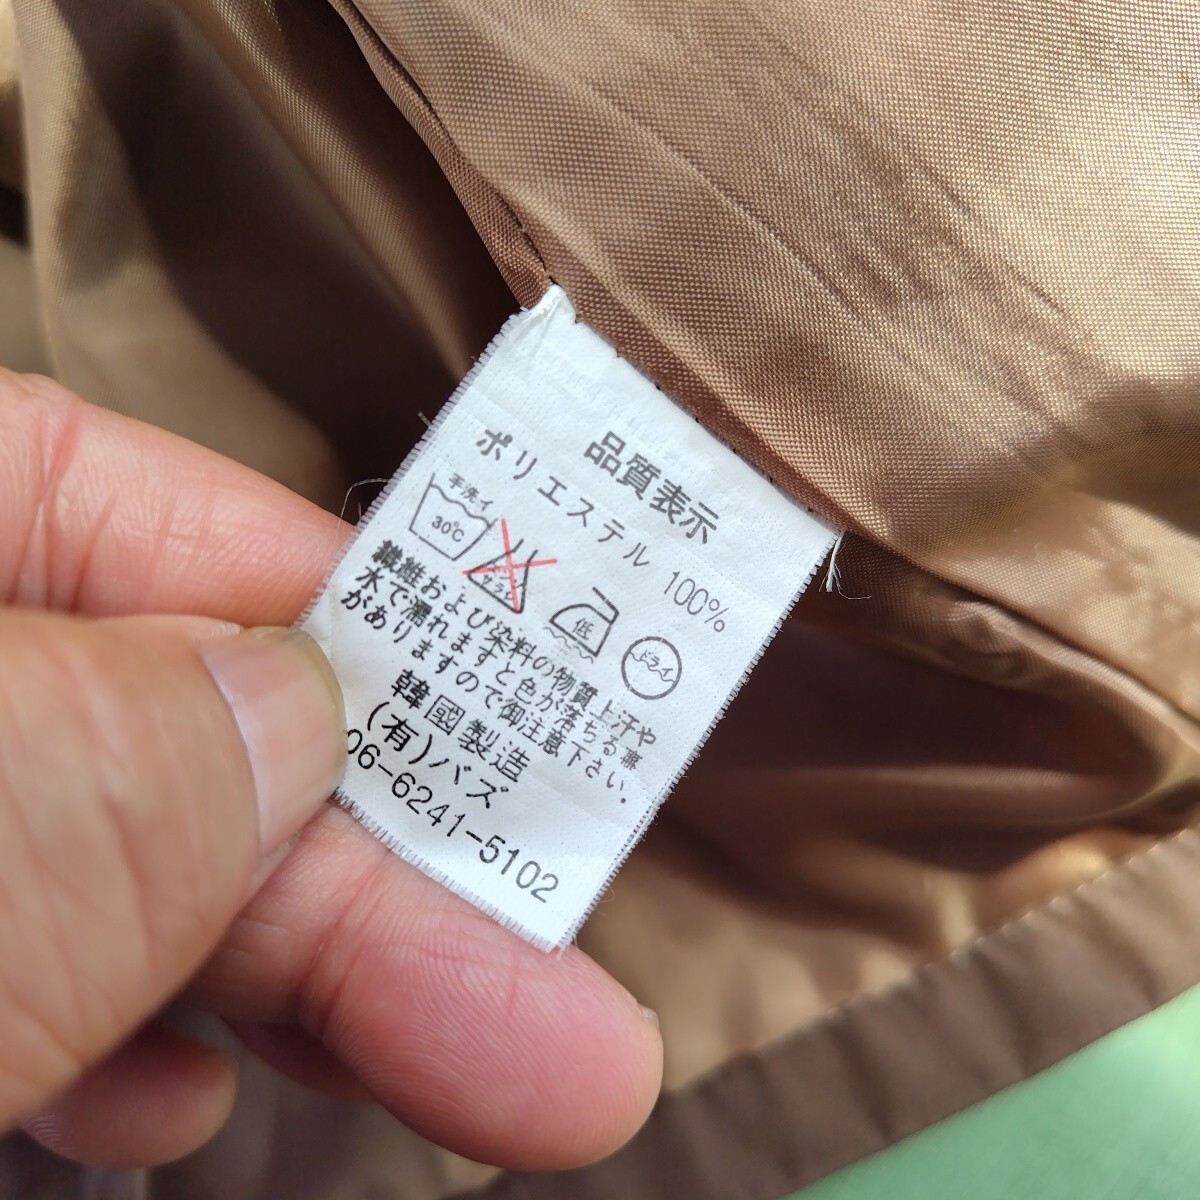 品質表示
ポリエステル 100%
手洗イ
30℃
低
ドライ
繊維および染料の物質上汗や
水で濡れますと色が落ちる事
がありますので御注意下さい.
韓國製造
(有)バズ
06-6241-5102